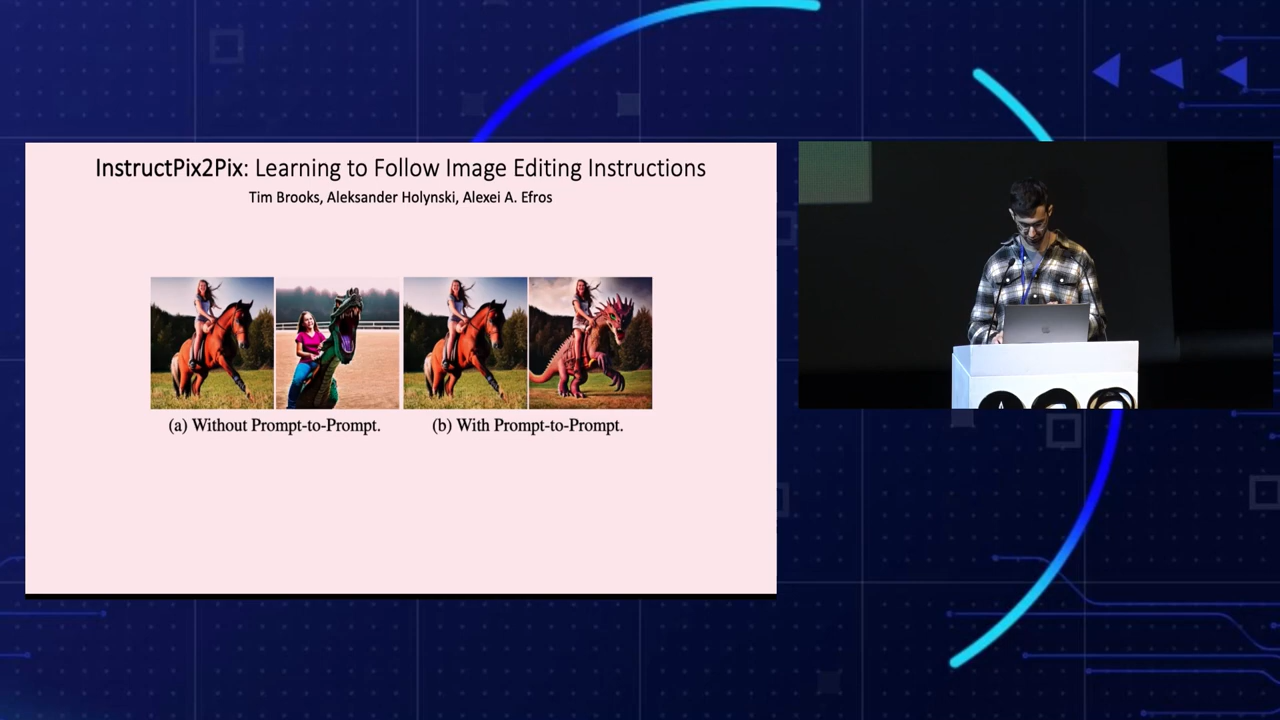 InstructPix2Pix: Learning to Follow Image Editing Instructions
Tim Brooks, Aleksander Holynski, Alexei A. Efros
(a) Without Prompt-to-Prompt.
(b) With Prompt-to-Prompt.